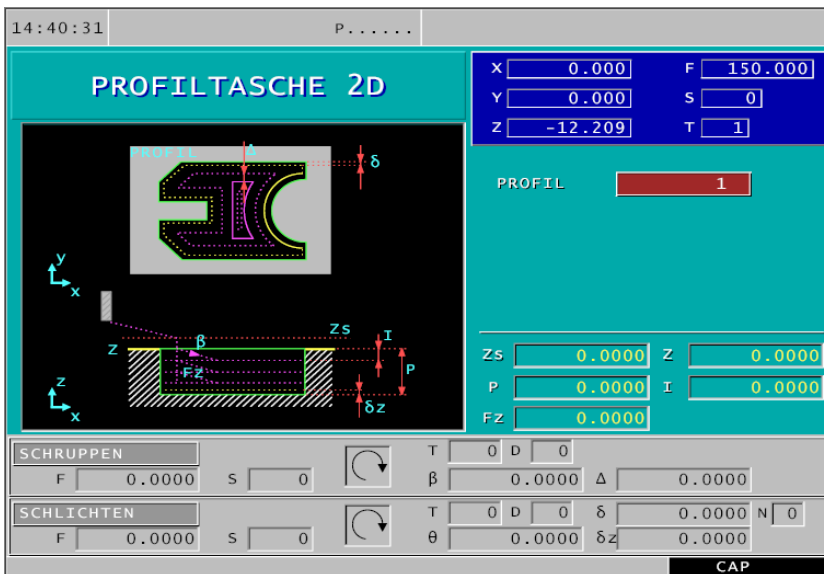 14:40:31 P......
PROFILTASCHE 2D
X 0.000 F 150.000
Y 0.000 S 0
Z -12.209 T 1
PROFIL Δ
δ
y
x
Zs
Z β I
Fz P
z
x δz
PROFIL 1
Zs 0.0000 Z 0.0000
P 0.0000 I 0.0000
Fz 0.0000
SCHRUPPEN T 0 D 0
F 0.0000 S 0 β 0.0000 Δ 0.0000
SCHLICHTEN T 0 D 0 δ 0.0000 N 0
F 0.0000 S 0 θ 0.0000 δz 0.0000
CAP